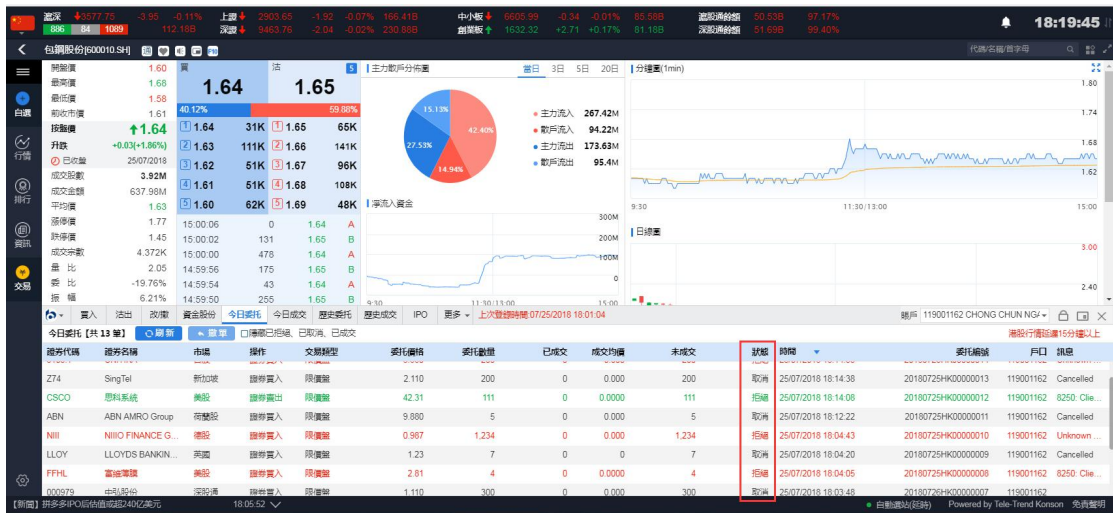 滬深 3577.75 -3.95 -0.11% 上證 2903.65 -1.92 -0.07% 166.41B 中小板 6605.99 -0.34 -0.01% 85.58B 滬股通餘額 50.53B 97.17%
886 84 1089 112.18B 深證 9463.76 -2.04 -0.02% 230.88B 創業板 1632.32 +2.71 +0.17% 81.18B 深股通餘額 51.69B 99.40%
18:19:45
包鋼股份[600010.SH] F10 代碼/名稱/首字母
自選
行情
排行
資訊
交易
開盤價 1.60
最高價 1.68
最低價 1.58
前收市價 1.61
按盤價 1.64
升跌 +0.03(+1.86%)
已收盤 25/07/2018
成交股數 3.92M
成交金額 637.98M
平均價 1.63
漲停價 1.77
跌停價 1.45
成交宗數 4.372K
量 比 2.05
委 比 -19.76%
振 幅 6.21%
買 沽 5
1.64 1.65
40.12% 59.88%
1 1.64 31K 1 1.65 65K
2 1.63 111K 2 1.66 141K
3 1.62 51K 3 1.67 96K
4 1.61 51K 4 1.68 108K
5 1.60 62K 5 1.69 48K
15:00:06 0 1.64 A
15:00:02 131 1.65 B
15:00:00 478 1.64 A
14:59:56 175 1.65 B
14:59:54 43 1.64 A
14:59:50 255 1.65 B
主力散戶分佈圖 當日 3日 5日 20日
15.13% 42.40% 27.53% 14.94%
主力流入 267.42M
散戶流入 94.22M
主力流出 173.63M
散戶流出 95.4M
淨流入資金
300M
200M
100M
0
9:30 11:30/13:00 15:00
分鐘圖(1min)
1.80
1.74
1.68
1.62
9:30 11:30/13:00 15:00
日線圖
3.00
2.40
買入 沽出 改/撤 資金股份 今日委托 今日成交 歷史委托 歷史成交 IPO 更多 上次登錄時間:07/25/2018 18:01:04 賬戶 119001162 CHONG CHUN NG/
今日委托【共 13 筆】 刷新 撤單 隱藏已拒絕、已取消、已成交 港股行情延遲15分鐘以上
證券代碼 證券名稱 市場 操作 交易類型 委托價格 委托數量 已成交 成交均價 未成交 狀態 時間 委托編號 戶口 訊息
Z74 SingTel 新加坡 證券買入 限價盤 2.110 200 0 0.000 200 取消 25/07/2018 18:14:38 20180725HK00000013 119001162 Cancelled
CSCO 思科系統 美股 證券賣出 限價盤 42.31 111 0 0.0000 111 拒絕 25/07/2018 18:14:08 20180725HK00000012 119001162 8250: Clie...
ABN ABN AMRO Group 荷蘭股 證券買入 限價盤 9.880 5 0 0.000 5 取消 25/07/2018 18:12:22 20180725HK00000011 119001162 Cancelled
NIII NIIIO FINANCE G... 德股 證券買入 限價盤 0.987 1,234 0 0.000 1,234 拒絕 25/07/2018 18:04:43 20180725HK00000010 119001162 Unknown ...
LLOY LLOYDS BANKIN... 英國 證券買入 限價盤 1.23 7 0 0 7 取消 25/07/2018 18:04:20 20180725HK00000009 119001162 Cancelled
FFHL 富維薄膜 美股 證券買入 限價盤 2.81 4 0 0.0000 4 拒絕 25/07/2018 18:04:05 20180725HK00000008 119001162 8250: Clie...
000979 中弘股份 深股通 證券買入 限價盤 1.110 300 0 0.000 300 取消 25/07/2018 18:03:48 20180726HK00000007 119001162
【新聞】拼多多IPO后估值或超240亿美元 18:05:52 自動選站(延時) Powered by Tele-Trend Konson 免責聲明